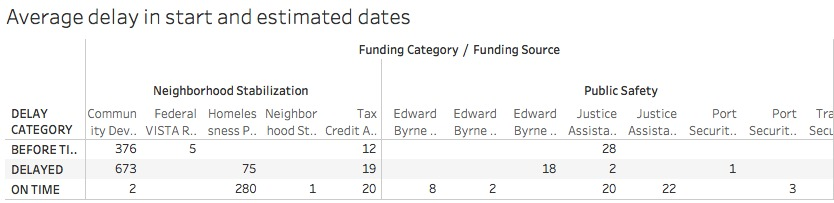 Average delay in start and estimated dates
Funding Category / Funding Source
Neighborhood Stabilization Public Safety
DELAY Commun Federal Homeles Neighbor Tax Edward Edward Edward Justice Justice Port Port Tra
CATEGORY ity Dev.. VISTA R.. sness P.. hood St.. Credit A.. Byrne .. Byrne .. Byrne .. Assista.. Assista.. Securit.. Securit.. Sec
BEFORE TI.. 376 5 12 28
DELAYED 673 75 19 18 2 1
ON TIME 2 280 1 20 8 2 20 22 3